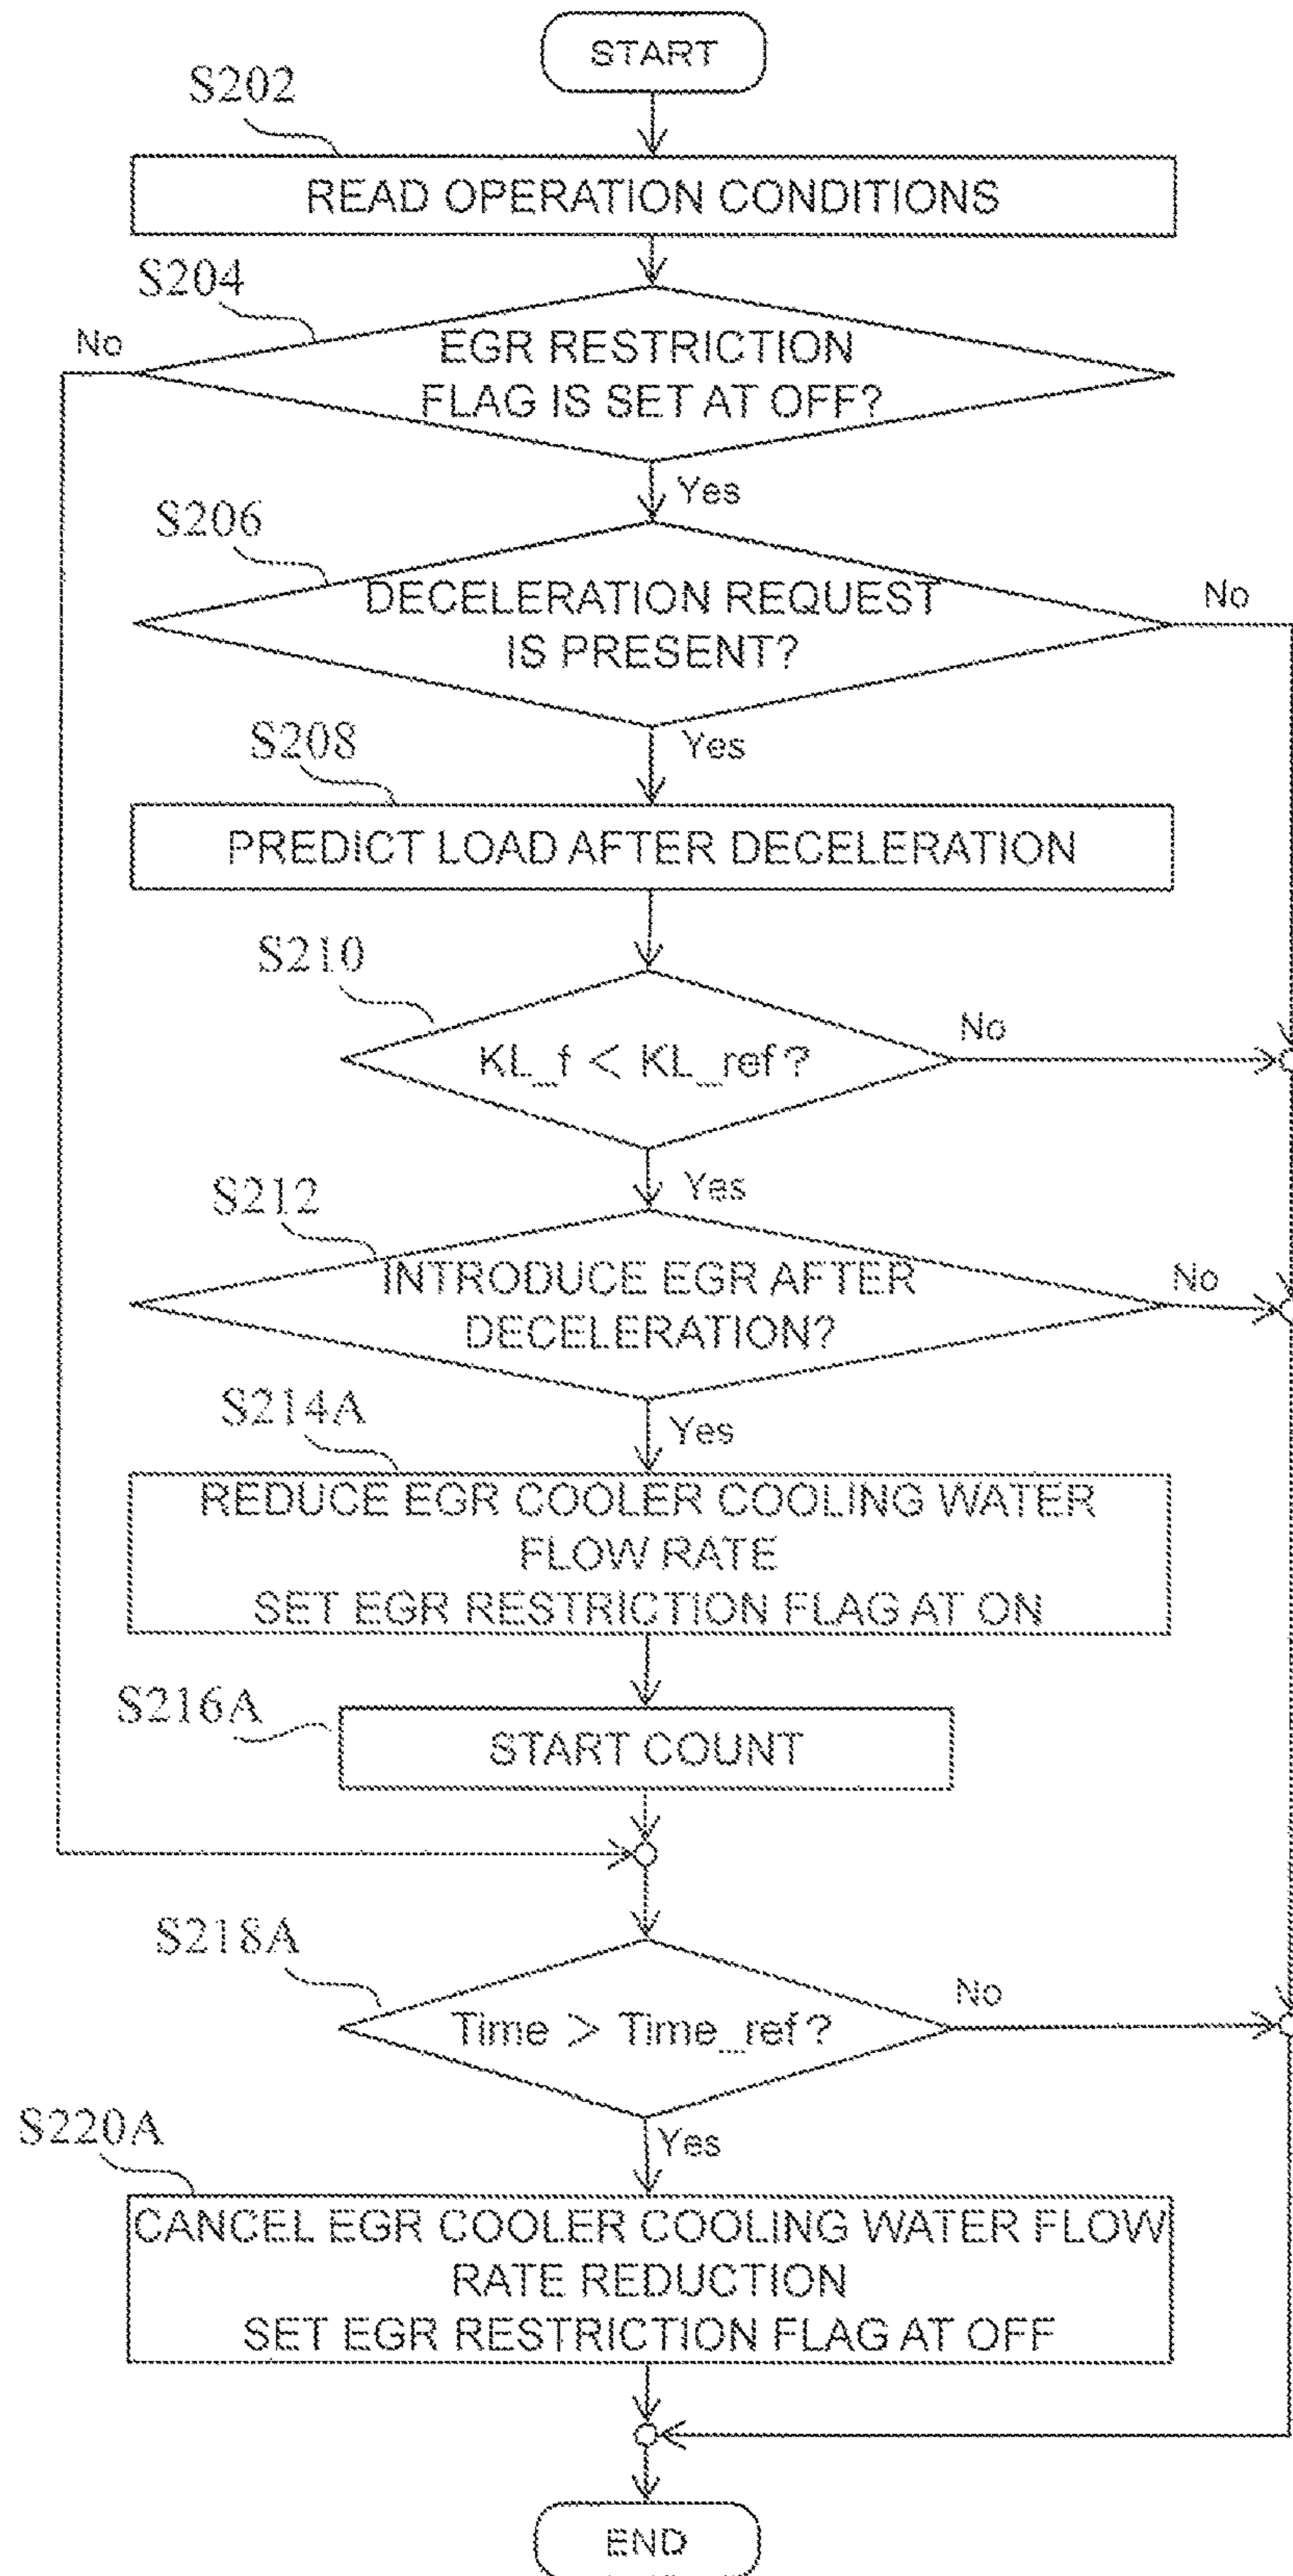 START
S202
READ OPERATION CONDITIONS
S204
No
EGR RESTRICTION
FLAG IS SET AT OFF?
Yes
S206
DECELERATION REQUEST
IS PRESENT?
No
Yes
S208
PREDICT LOAD AFTER DECELERATION
S210
KL_f < KL_ref?
No
Yes
S212
INTRODUCE EGR AFTER
DECELERATION?
No
Yes
S214A
REDUCE EGR COOLER COOLING WATER
FLOW RATE
SET EGR RESTRICTION FLAG AT ON
S216A
START COUNT
S218A
Time > Time_ref?
No
Yes
S220A
CANCEL EGR COOLER COOLING WATER FLOW
RATE REDUCTION
SET EGR RESTRICTION FLAG AT OFF
END